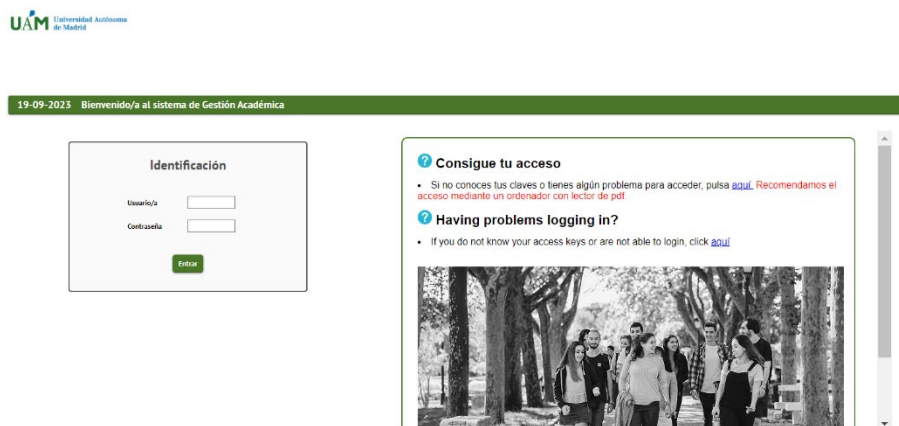 UAM Universidad Autónoma
de Madrid
19-09-2023 Bienvenido/a al sistema de Gestión Académica
Identificación
Usuario/a
Contraseña
Entrar
? Consigue tu acceso
• Si no conoces tus claves o tienes algún problema para acceder, pulsa aquí. Recomendamos el
acceso mediante un ordenador con lector de pdf.
? Having problems logging in?
• If you do not know your access keys or are not able to login, click aquí